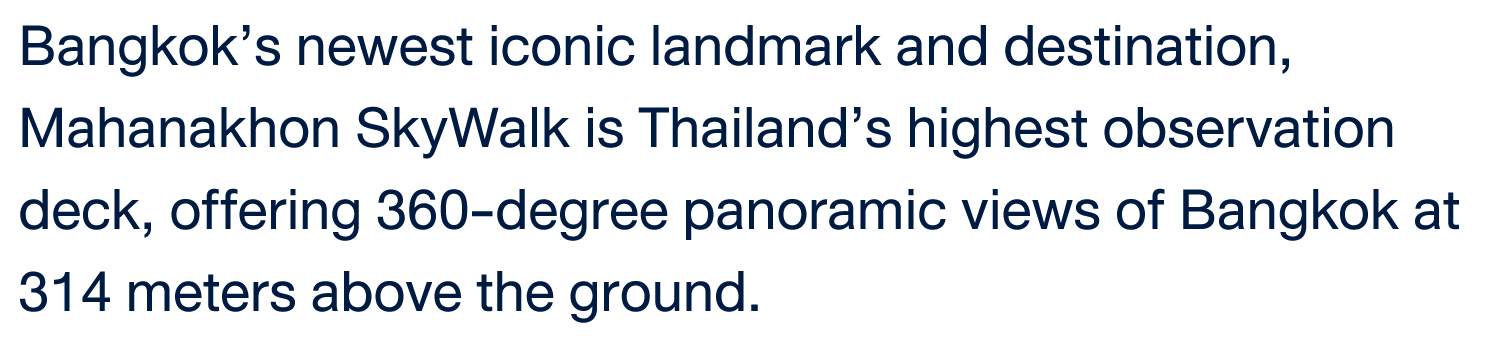 Bangkok’s newest iconic landmark and destination,
Mahanakhon SkyWalk is Thailand’s highest observation
deck, offering 360-degree panoramic views of Bangkok at
314 meters above the ground.